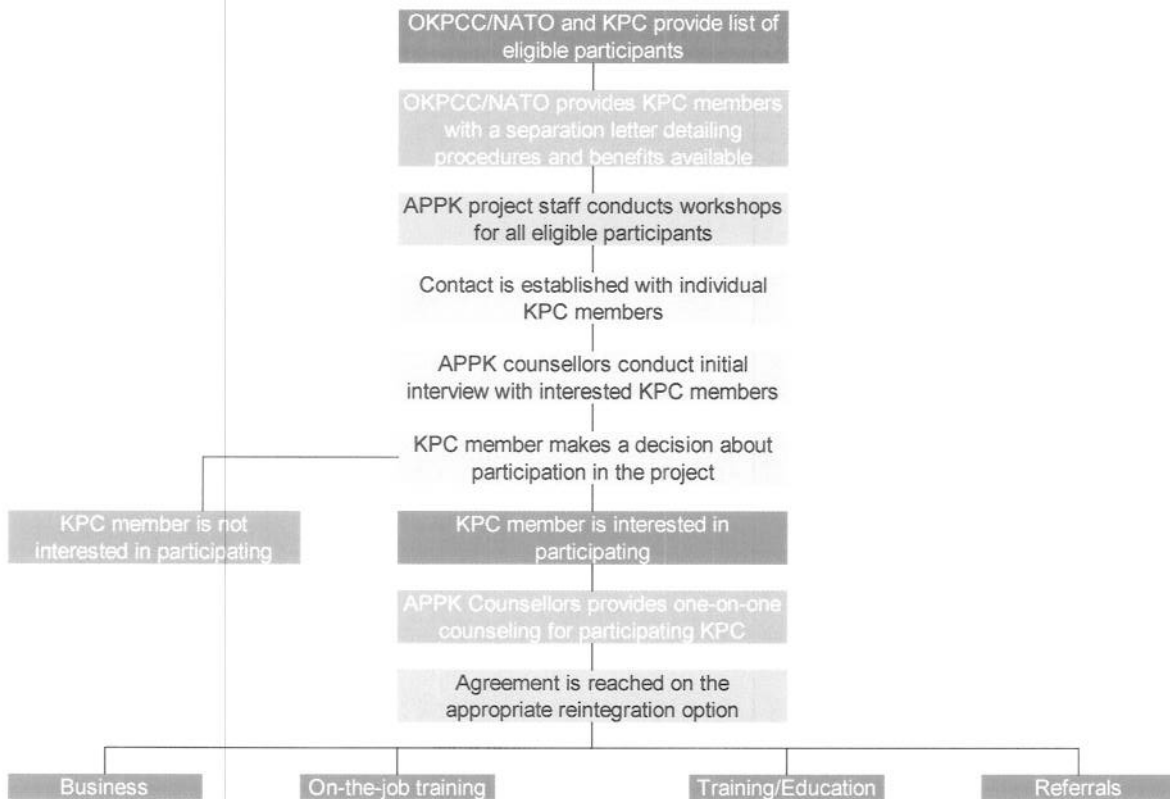 OKPCC/NATO and KPC provide list of
eligible participants
OKPCC/NATO provides KPC members
with a separation letter detailing
procedures and benefits available
APPK project staff conducts workshops
for all eligible participants
Contact is established with individual
KPC members
APPK counsellors conduct initial
interview with interested KPC members
KPC member makes a decision about
participation in the project
KPC member is not
interested in participating
KPC member is interested in
participating
APPK Counsellors provides one-on-one
counseling for participating KPC
Agreement is reached on the
appropriate reintegration option
Business
On-the-job training
Training/Education
Referrals